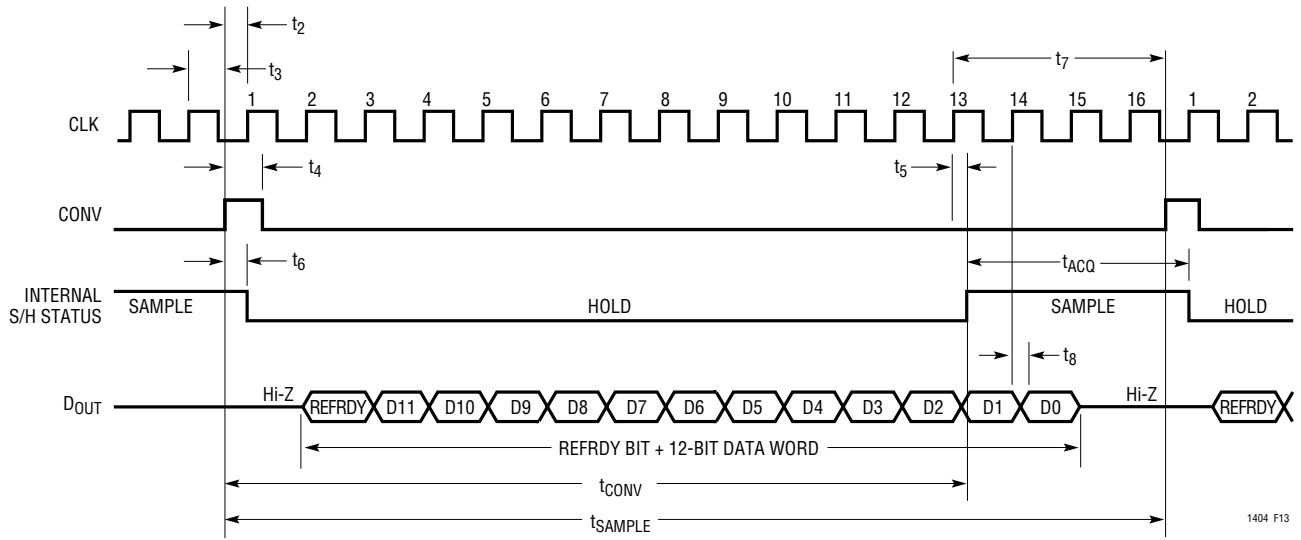 t2
t3
t7
1 2 3 4 5 6 7 8 9 10 11 12 13 14 15 16 1 2
CLK
t4
t5
CONV
t6
tACQ
INTERNAL
S/H STATUS
SAMPLE HOLD SAMPLE HOLD
t8
DOUT
Hi-Z REFRDY D11 D10 D9 D8 D7 D6 D5 D4 D3 D2 D1 D0 Hi-Z REFRDY
REFRDY BIT + 12-BIT DATA WORD
tCONV
tSAMPLE
1404 F13